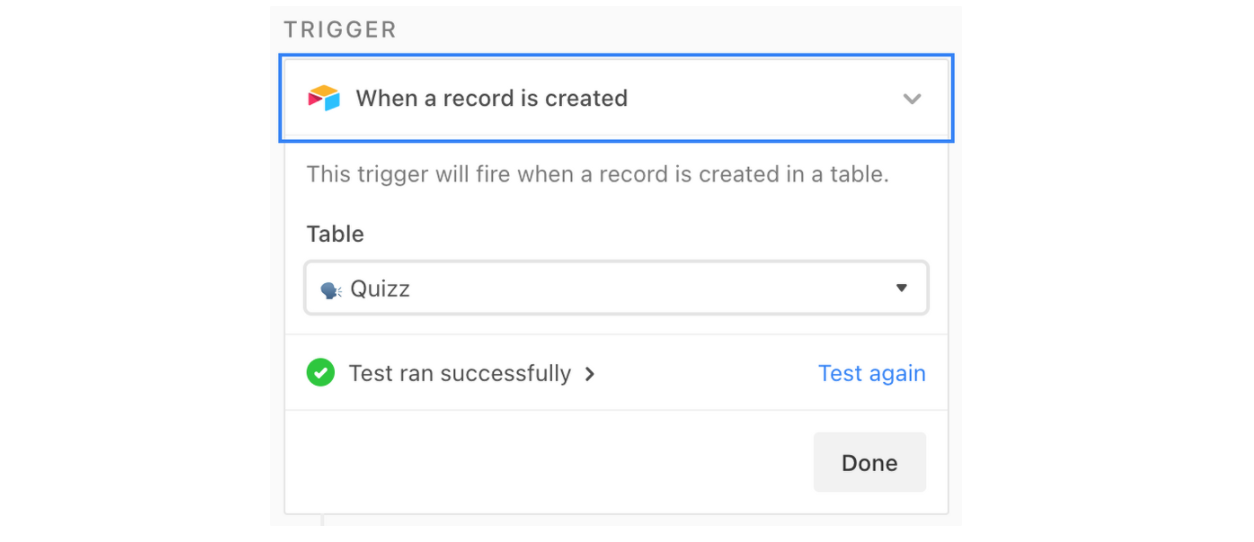 TRIGGER
When a record is created
This trigger will fire when a record is created in a table.
Table
Quizz
Test ran successfully
Test again
Done